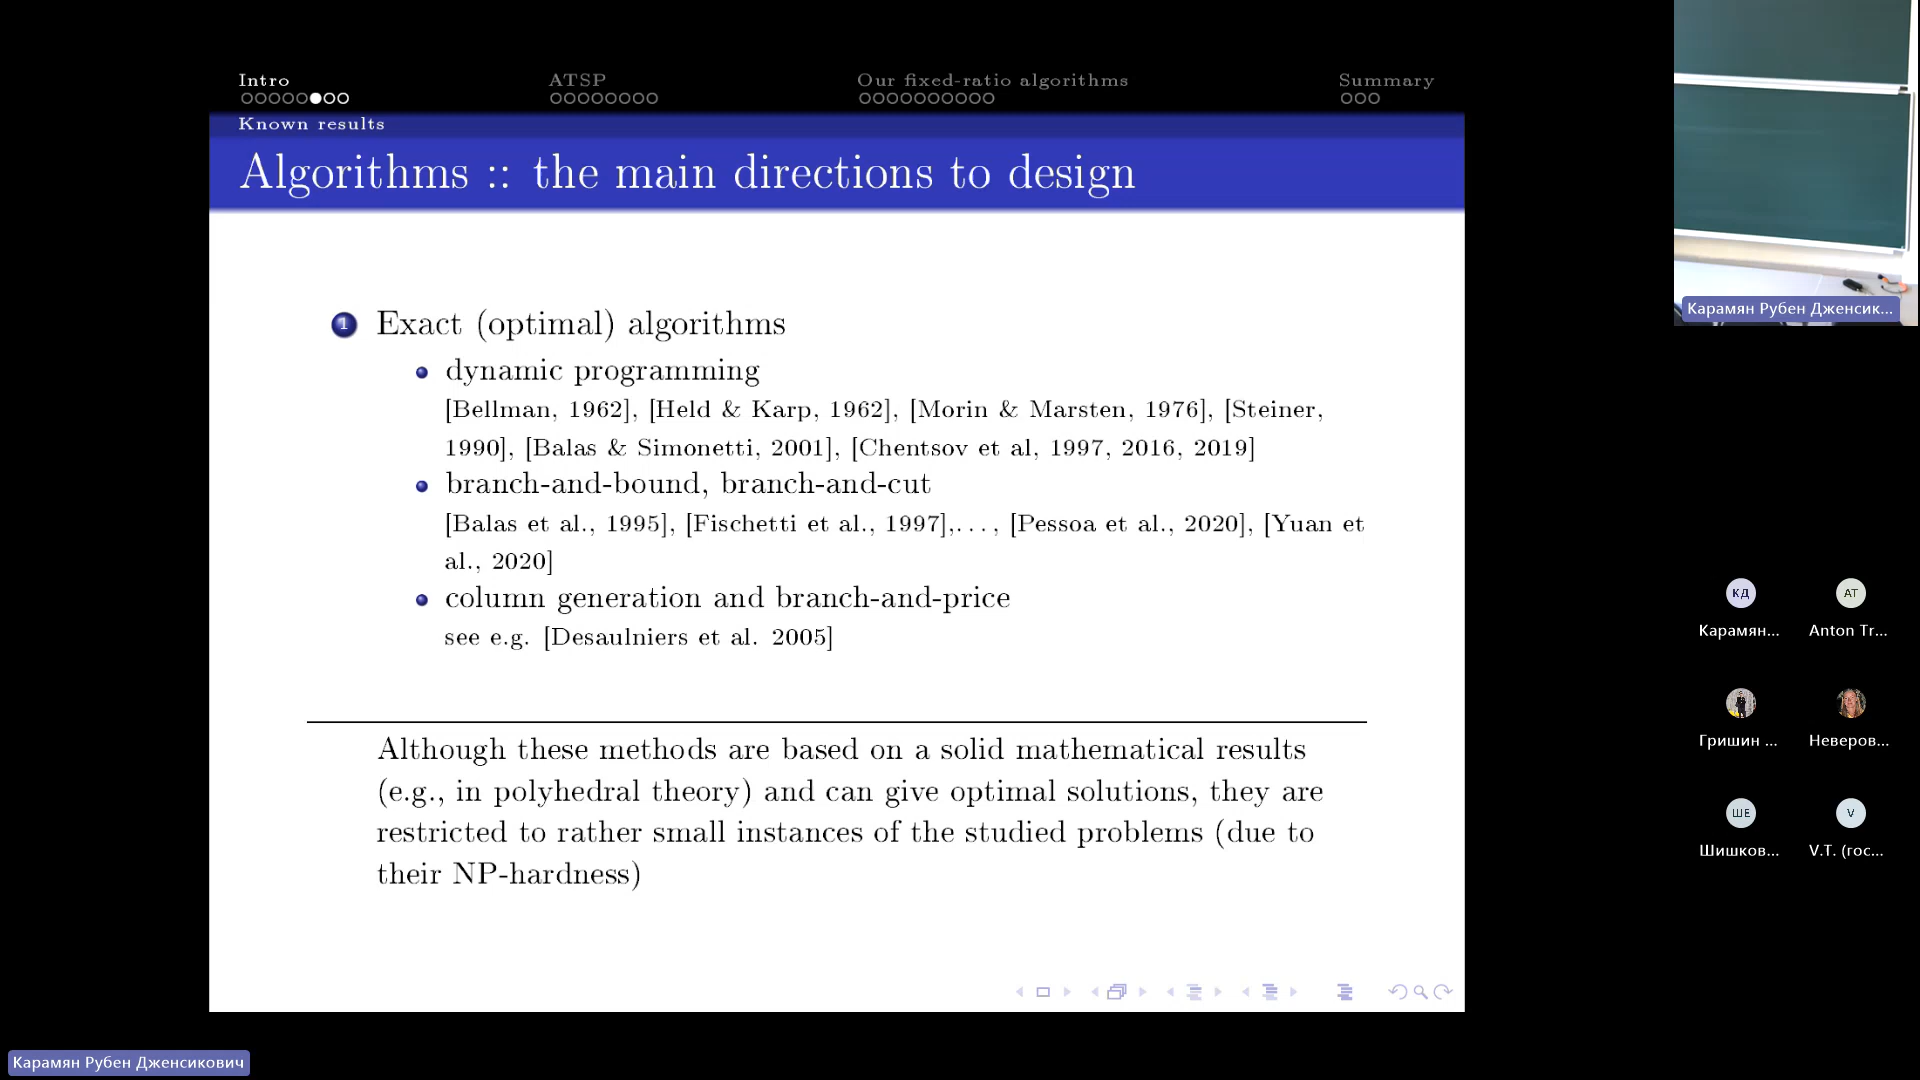 Intro
ATSP
Our fixed-ratio algorithms
Summary
Known results
Algorithms :: the main directions to design
1 Exact (optimal) algorithms
dynamic programming
[Bellman, 1962], [Held & Karp, 1962], [Morin & Marsten, 1976], [Steiner,
1990], [Balas & Simonetti, 2001], [Chentsov et al, 1997, 2016, 2019]
branch-and-bound, branch-and-cut
[Balas et al., 1995], [Fischetti et al., 1997],..., [Pessoa et al., 2020], [Yuan et
al., 2020]
column generation and branch-and-price
see e.g. [Desaulniers et al. 2005]
Although these methods are based on a solid mathematical results
(e.g., in polyhedral theory) and can give optimal solutions, they are
restricted to rather small instances of the studied problems (due to
their NP-hardness)
Карамян Рубен Дженсик...
КД
AT
Карамян...
Anton Tr...
Гришин ...
Неверов...
ШЕ
V
Шишков...
V.T. (гос...
Карамян Рубен Дженсикович